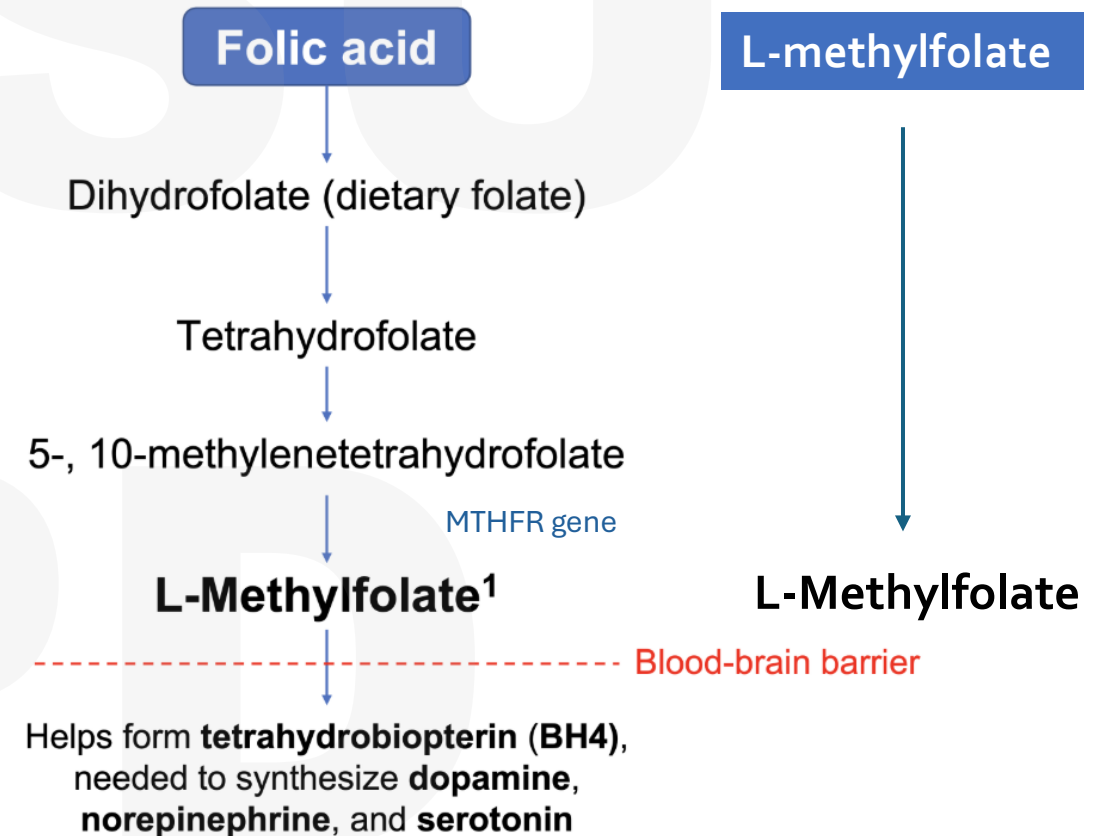 Folic acid
Dihydrofolate (dietary folate)
Tetrahydrofolate
5-, 10-methylenetetrahydrofolate
MTHFR gene
L-Methylfolate¹
Blood-brain barrier
Helps form tetrahydrobiopterin (BH4),
needed to synthesize dopamine,
norepinephrine, and serotonin
L-methylfolate
L-Methylfolate